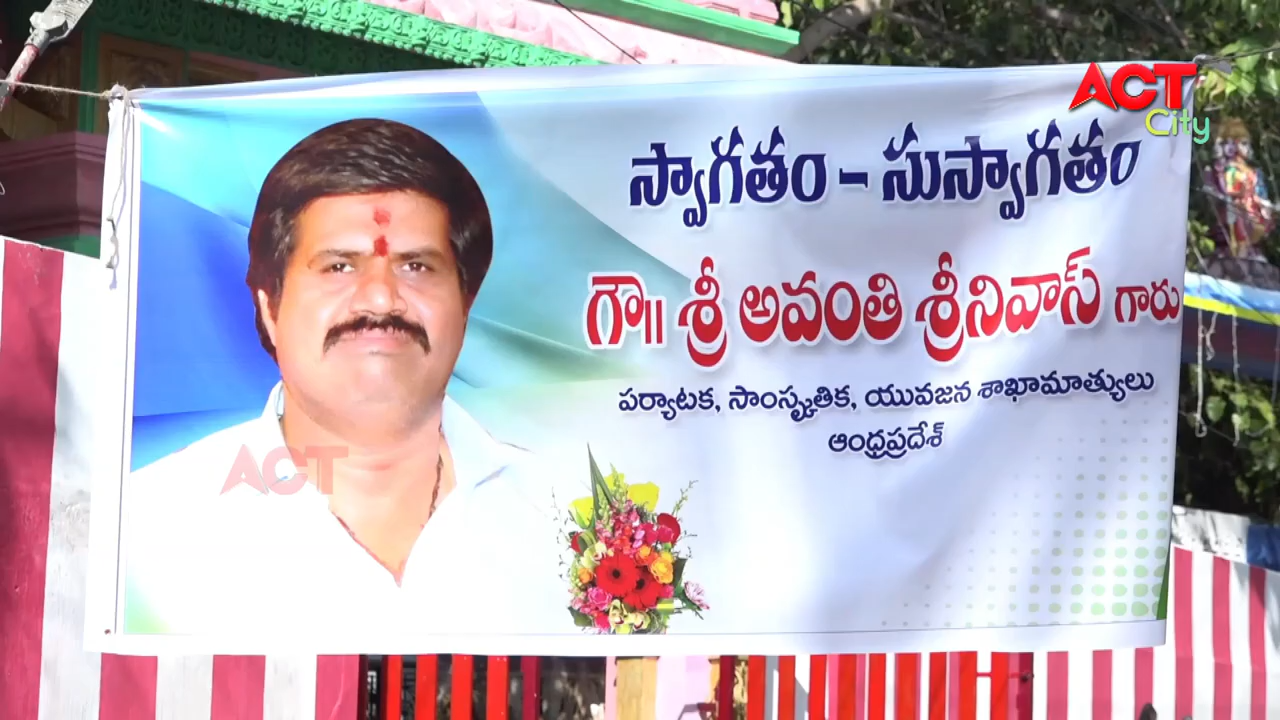 ACT
City
స్వాగతం - సుస్వాగతం
గౌ|| శ్రీ అవంతి శ్రీనివాస్ గారు
పర్యాటక, సాంస్కృతిక, యువజన శాఖామాత్యులు
ఆంధ్రప్రదేశ్
ACT